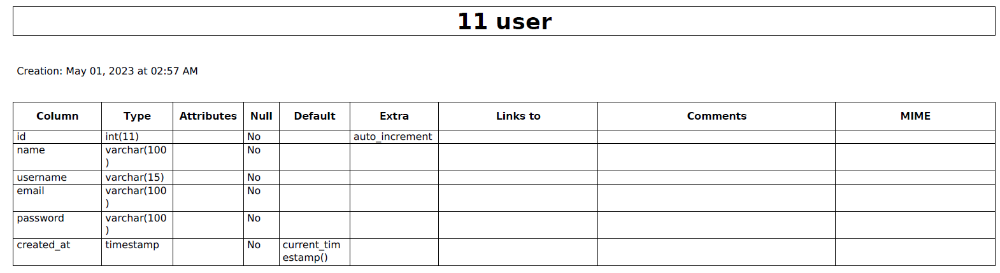 11 user
Creation: May 01, 2023 at 02:57 AM
Column Type Attributes Null Default Extra Links to Comments MIME
id int(11) No auto_increment
name varchar(100 No
)
username varchar(15) No
email varchar(100 No
)
password varchar(100 No
)
created_at timestamp No current_tim
estamp()